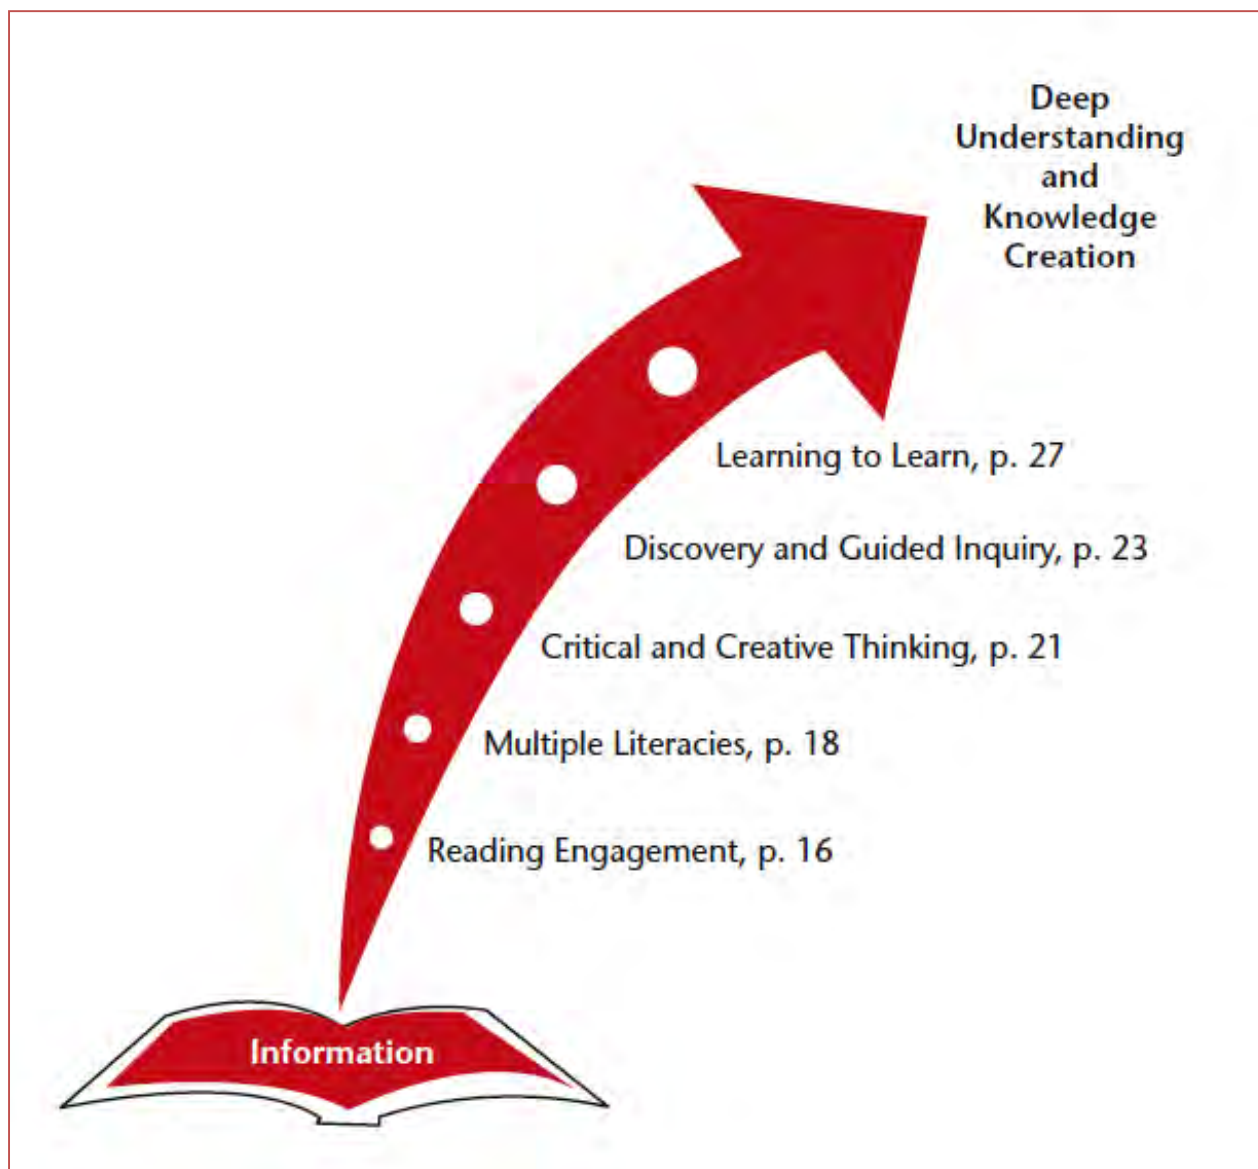 Deep
Understanding
and
Knowledge
Creation
Learning to Learn, p. 27
Discovery and Guided Inquiry, p. 23
Critical and Creative Thinking, p. 21
Multiple Literacies, p. 18
Reading Engagement, p. 16
Information